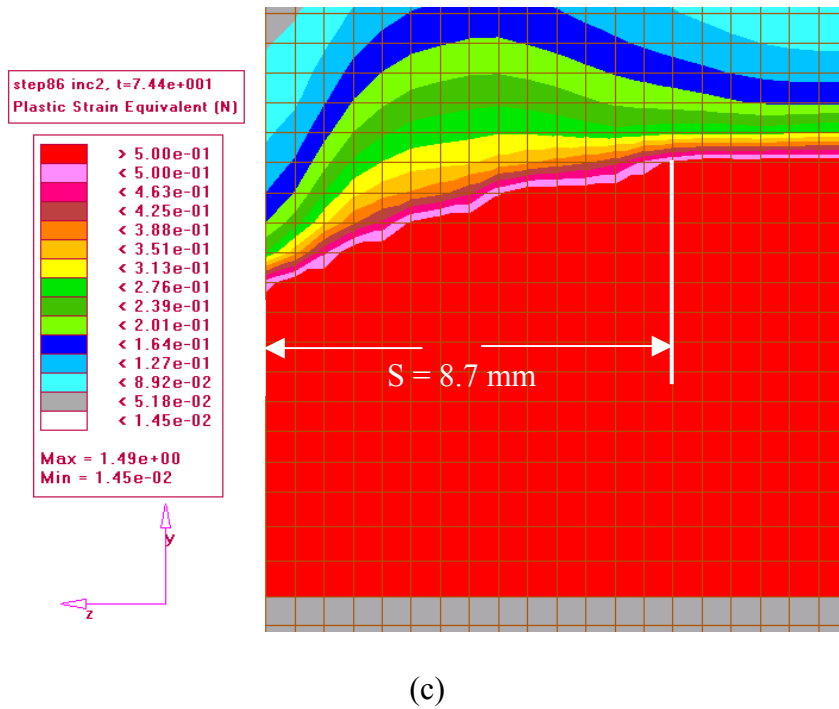 step86 inc2, t=7.44e+001
Plastic Strain Equivalent (N)
> 5.00e-01
< 5.00e-01
< 4.63e-01
< 4.25e-01
< 3.88e-01
< 3.51e-01
< 3.13e-01
< 2.76e-01
< 2.39e-01
< 2.01e-01
< 1.64e-01
< 1.27e-01
< 8.92e-02
< 5.18e-02
< 1.45e-02
Max = 1.49e+00
Min = 1.45e-02
y
z
S = 8.7 mm
(c)